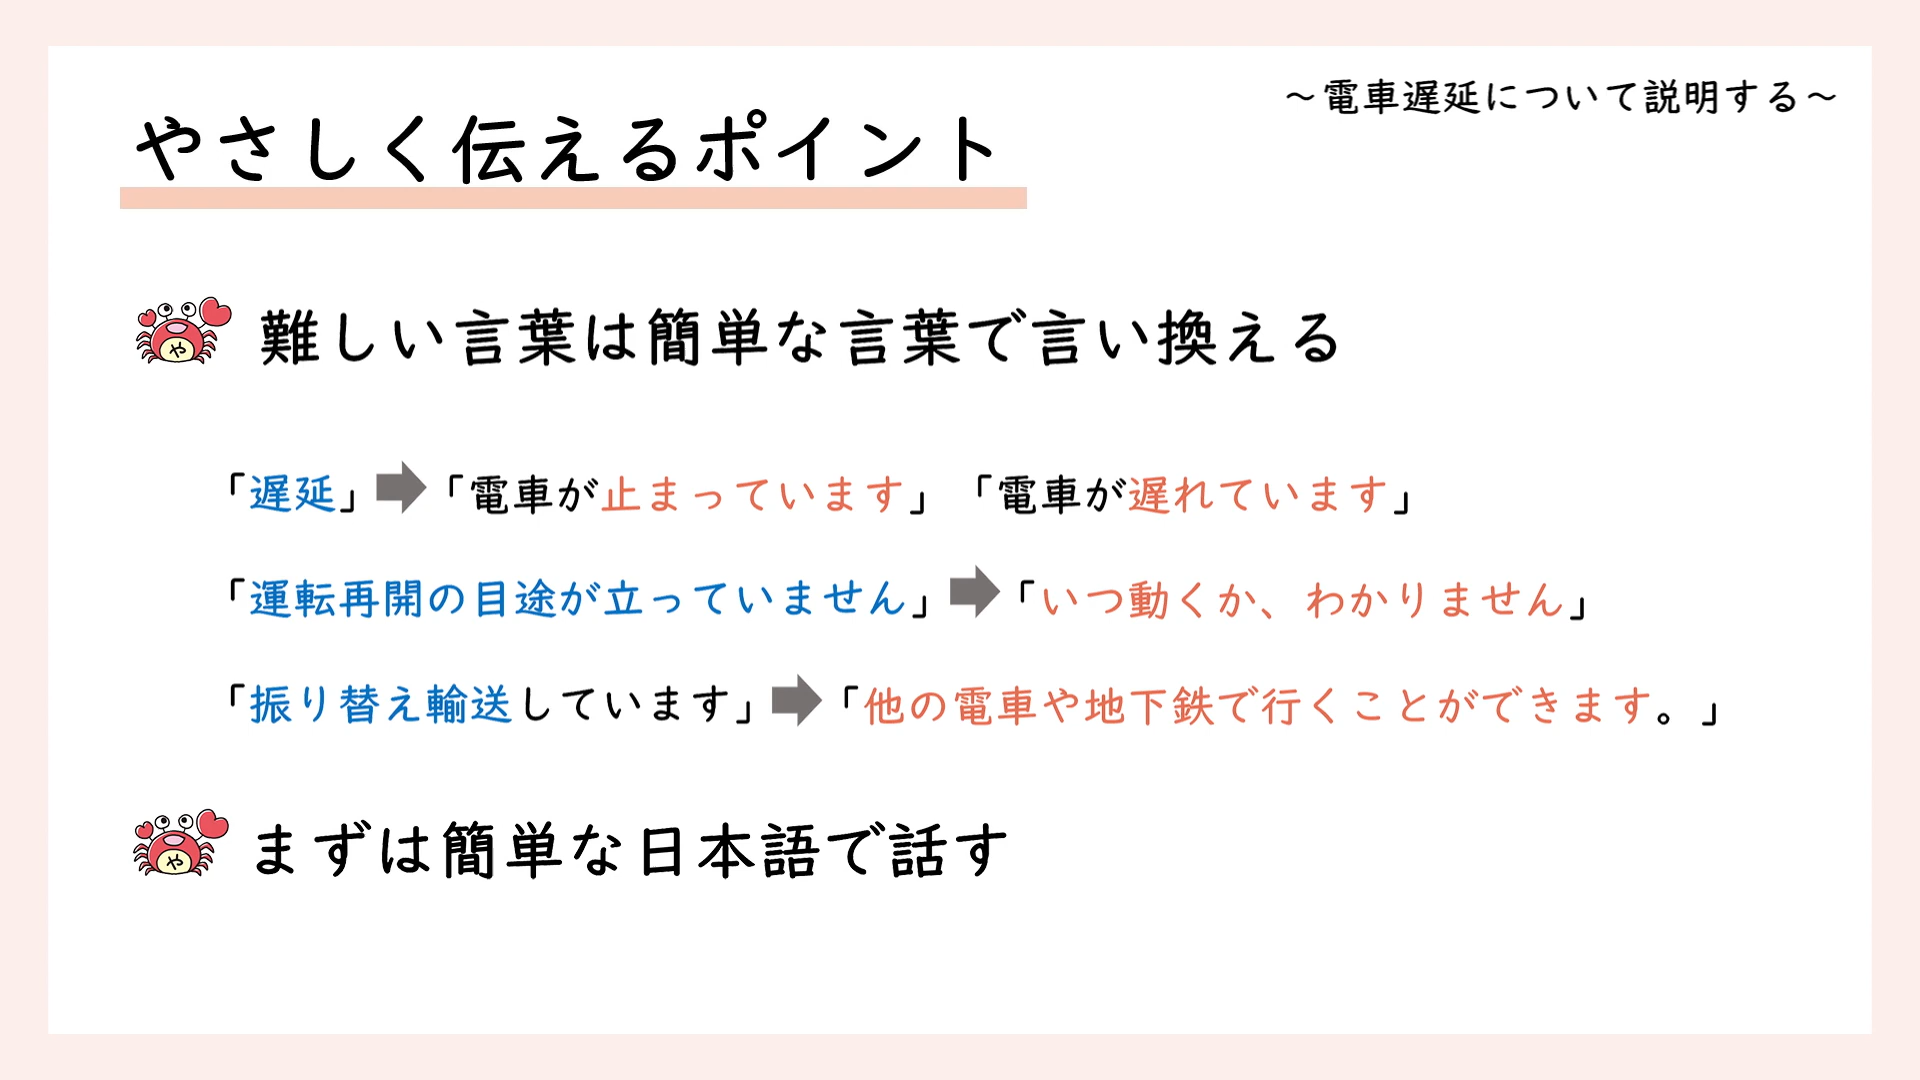 ～電車遅延について説明する～
やさしく伝えるポイント
や 難しい言葉は簡単な言葉で言い換える
「遅延」➡「電車が止まっています」「電車が遅れています」
「運転再開の目途が立っていません」➡「いつ動くか、わかりません」
「振り替え輸送しています」➡「他の電車や地下鉄で行くことができます。」
や まずは簡単な日本語で話す